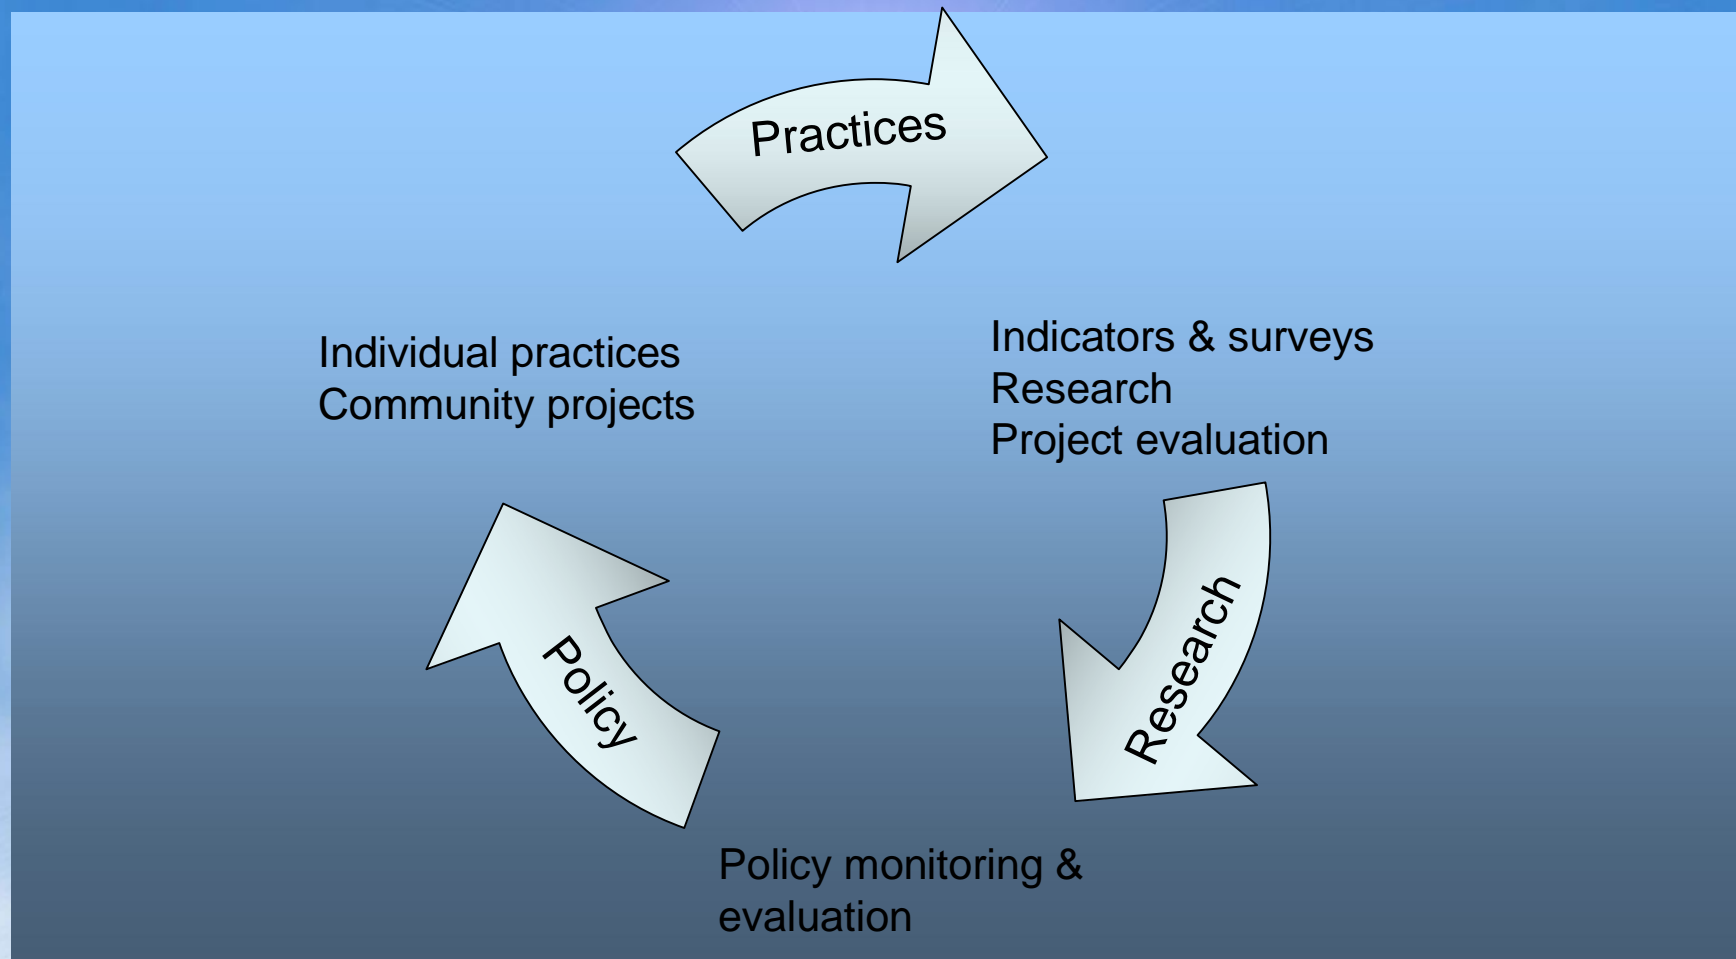 Practices
Individual practices
Community projects
Indicators & surveys
Research
Project evaluation
Research
Policy
Policy monitoring &
evaluation